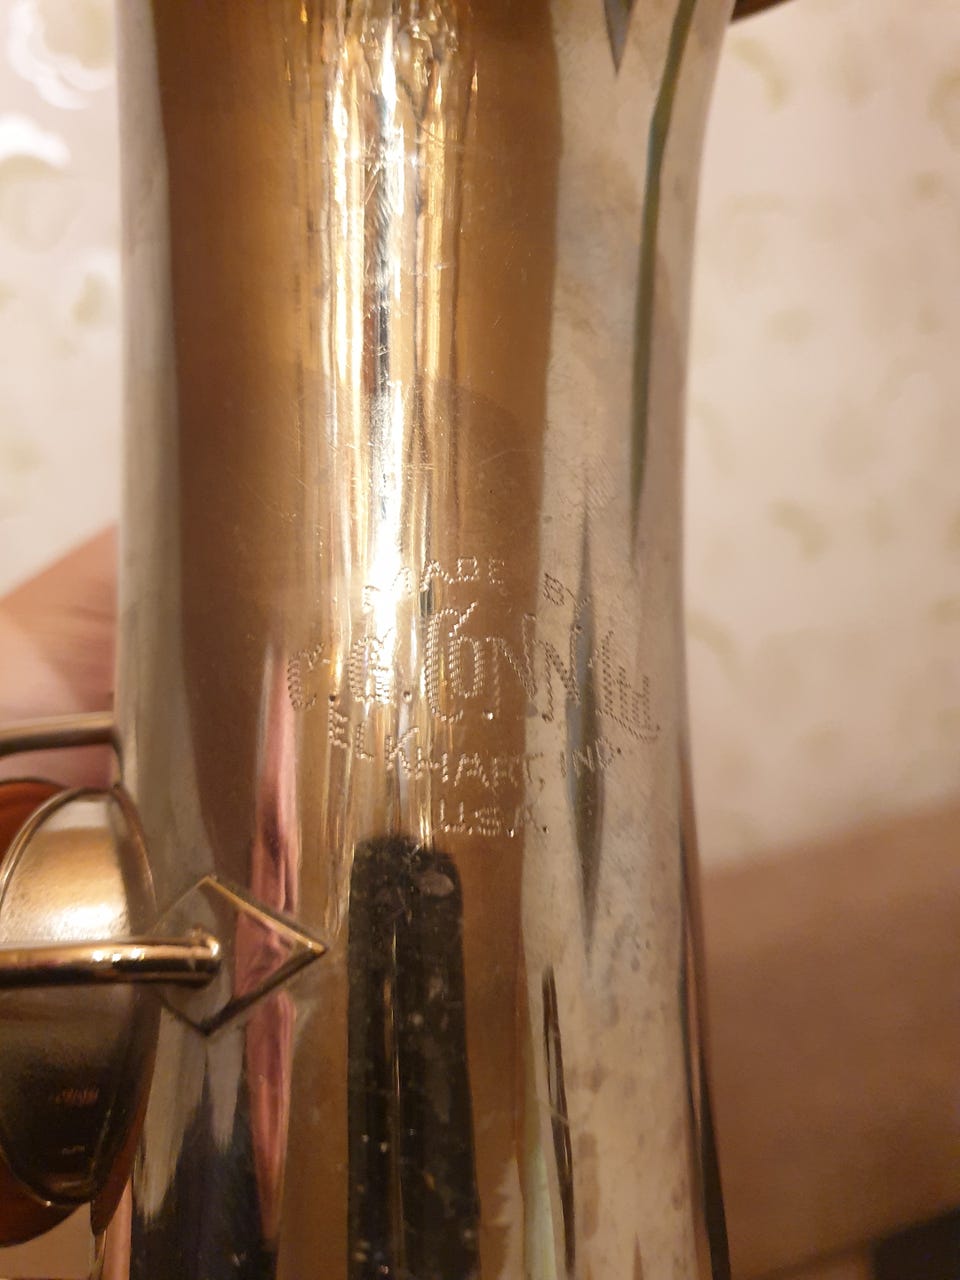 MADE BY
C.G. CONN Ltd
ELKHART, IND.
U.S.A.